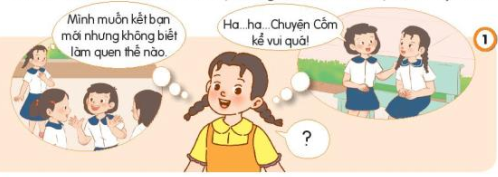 Mình muốn kết bạn
mới nhưng không biết
làm quen thế nào.
Ha...ha...Chuyện Cốm
kể vui quá!
1
?